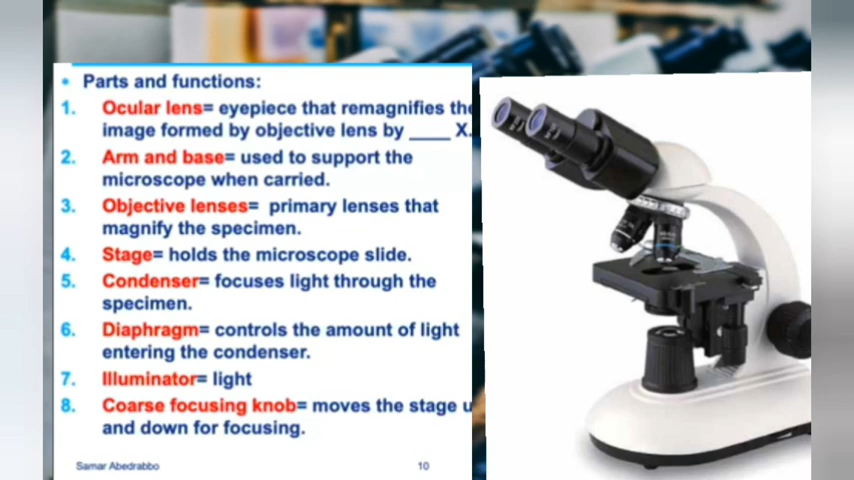 • Parts and functions:
1. Ocular lens= eyepiece that remagnifies the
image formed by objective lens by ____ X.
2. Arm and base= used to support the
microscope when carried.
3. Objective lenses= primary lenses that
magnify the specimen.
4. Stage= holds the microscope slide.
5. Condenser= focuses light through the
specimen.
6. Diaphragm= controls the amount of light
entering the condenser.
7. Illuminator= light
8. Coarse focusing knob= moves the stage u
and down for focusing.
Samar Abedrabbo 10